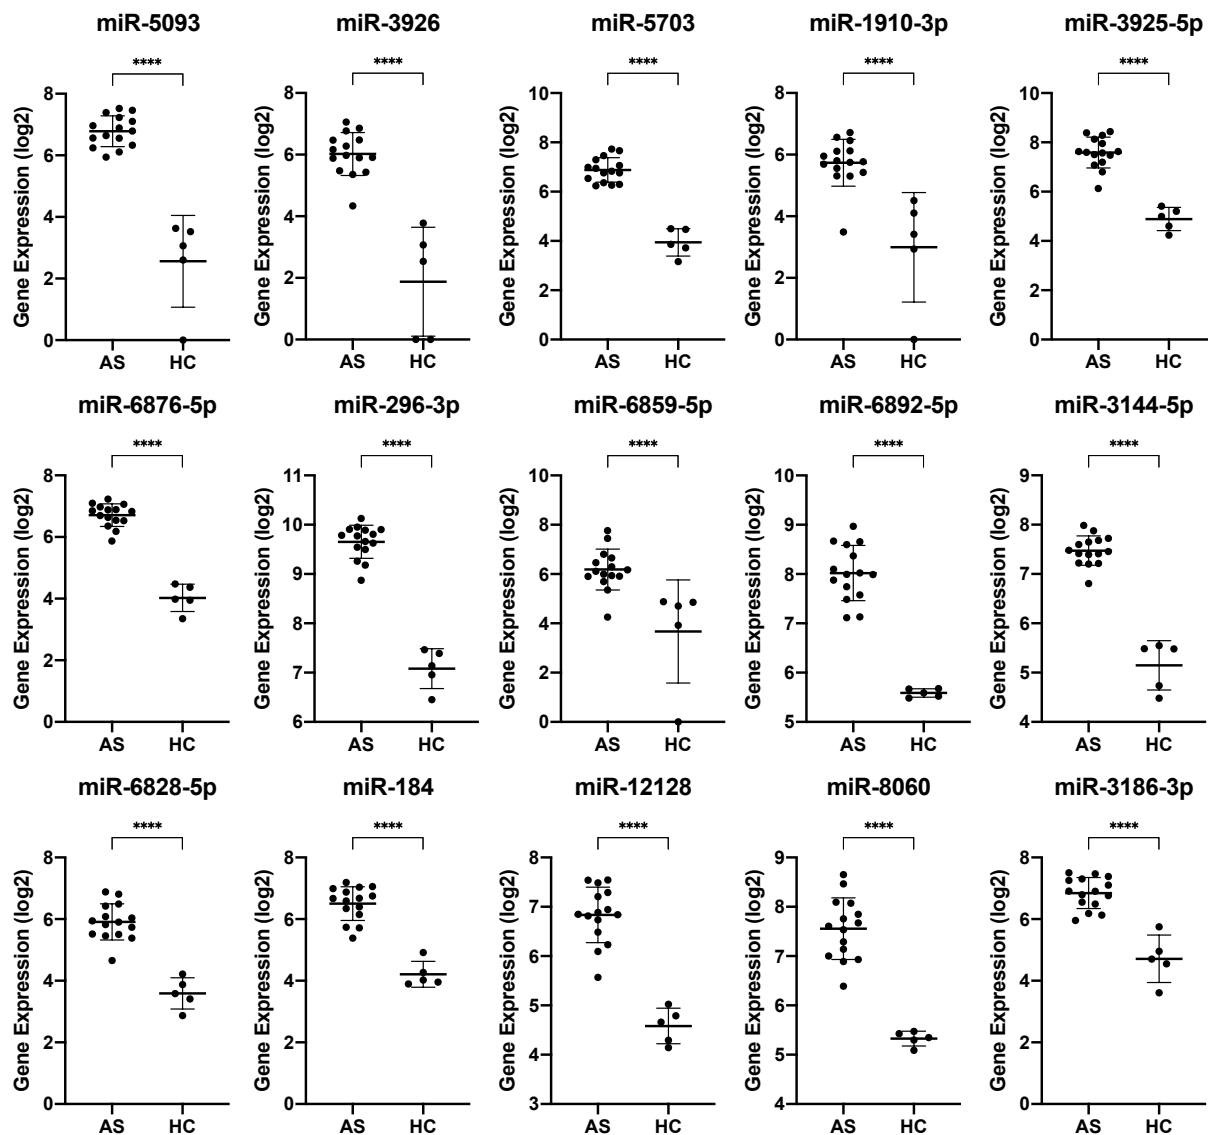 miR-5093 miR-3926 miR-5703 miR-1910-3p miR-3925-5p
**** **** **** **** ****
Gene Expression (log2) Gene Expression (log2) Gene Expression (log2) Gene Expression (log2) Gene Expression (log2)
8 8 10 8 10
6 6 8 6 8
4 4 6 4 6
2 2 4 2 4
0 0 2 0 2
0 0
AS HC AS HC AS HC AS HC AS HC
miR-6876-5p miR-296-3p miR-6859-5p miR-6892-5p miR-3144-5p
**** **** **** **** ****
Gene Expression (log2) Gene Expression (log2) Gene Expression (log2) Gene Expression (log2) Gene Expression (log2)
8 11 10 10 9
6 10 8 9 8
4 9 6 8 7
2 8 4 7 6
0 7 2 6 5
6 0 5 4
AS HC AS HC AS HC AS HC AS HC
miR-6828-5p miR-184 miR-12128 miR-8060 miR-3186-3p
**** **** **** **** ****
Gene Expression (log2) Gene Expression (log2) Gene Expression (log2) Gene Expression (log2) Gene Expression (log2)
8 8 8 9 8
6 6 7 8 6
4 4 6 7 4
2 2 5 6 2
0 0 4 5 0
3 4
AS HC AS HC AS HC AS HC AS HC